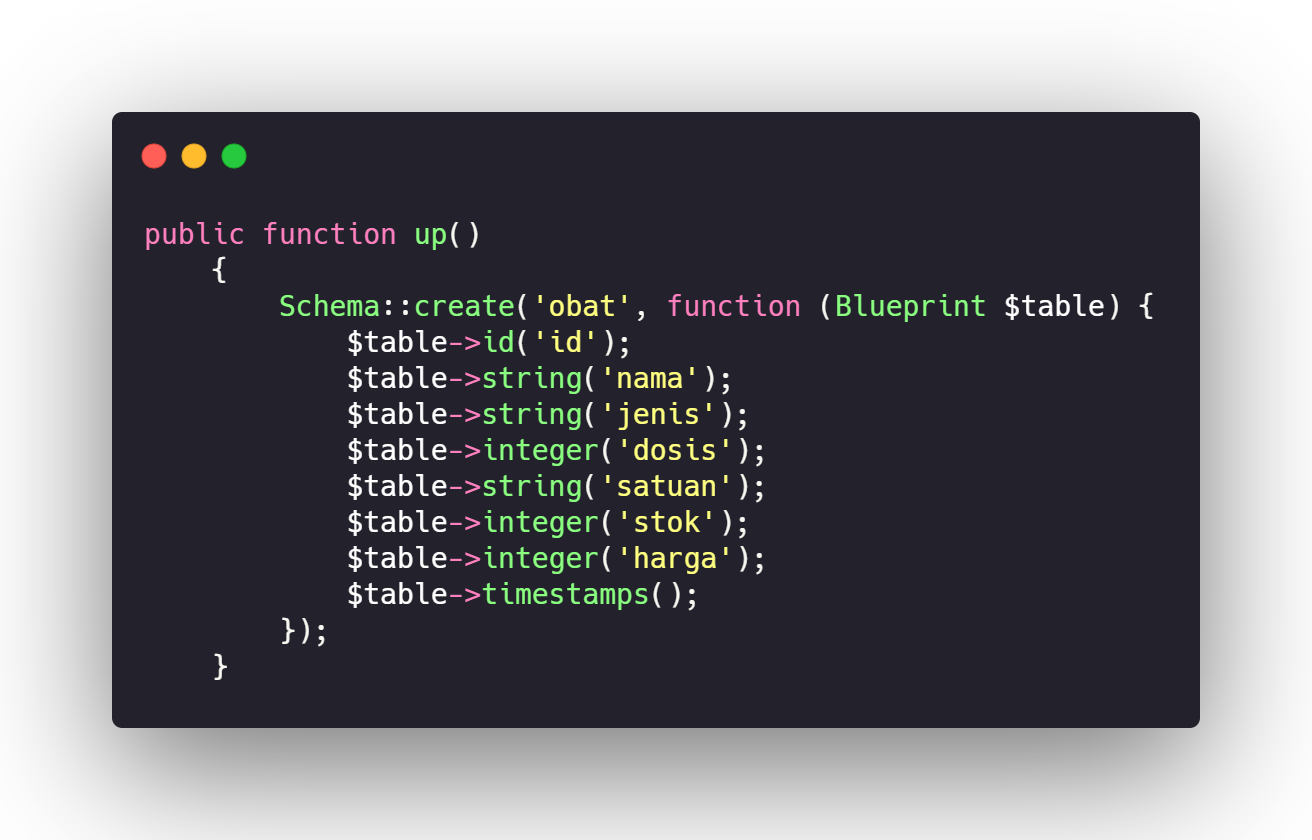 public function up()
    {
        Schema::create('obat', function (Blueprint $table) {
            $table->id('id');
            $table->string('nama');
            $table->string('jenis');
            $table->integer('dosis');
            $table->string('satuan');
            $table->integer('stok');
            $table->integer('harga');
            $table->timestamps();
        });
    }